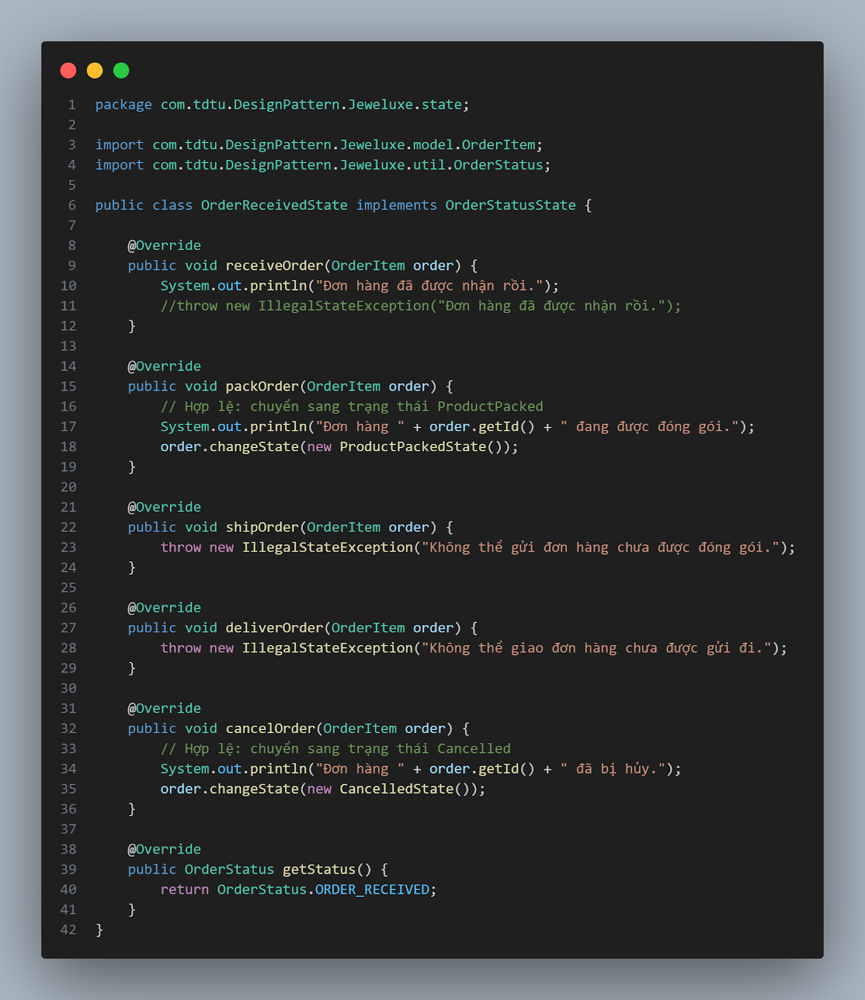 1 package com.tdtu.DesignPattern.Jeweluxe.state;
2
3 import com.tdtu.DesignPattern.Jeweluxe.model.OrderItem;
4 import com.tdtu.DesignPattern.Jeweluxe.util.OrderStatus;
5
6 public class OrderReceivedState implements OrderStatusState {
7
8     @Override
9     public void receiveOrder(OrderItem order) {
10         System.out.println("Đơn hàng đã được nhận rồi.");
11         //throw new IllegalStateException("Đơn hàng đã được nhận rồi.");
12     }
13
14     @Override
15     public void packOrder(OrderItem order) {
16         // Hợp lệ: chuyển sang trạng thái ProductPacked
17         System.out.println("Đơn hàng " + order.getId() + " đang được đóng gói.");
18         order.changeState(new ProductPackedState());
19     }
20
21     @Override
22     public void shipOrder(OrderItem order) {
23         throw new IllegalStateException("Không thể gửi đơn hàng chưa được đóng gói.");
24     }
25
26     @Override
27     public void deliverOrder(OrderItem order) {
28         throw new IllegalStateException("Không thể giao đơn hàng chưa được gửi đi.");
29     }
30
31     @Override
32     public void cancelOrder(OrderItem order) {
33         // Hợp lệ: chuyển sang trạng thái Cancelled
34         System.out.println("Đơn hàng " + order.getId() + " đã bị hủy.");
35         order.changeState(new CancelledState());
36     }
37
38     @Override
39     public OrderStatus getStatus() {
40         return OrderStatus.ORDER_RECEIVED;
41     }
42 }